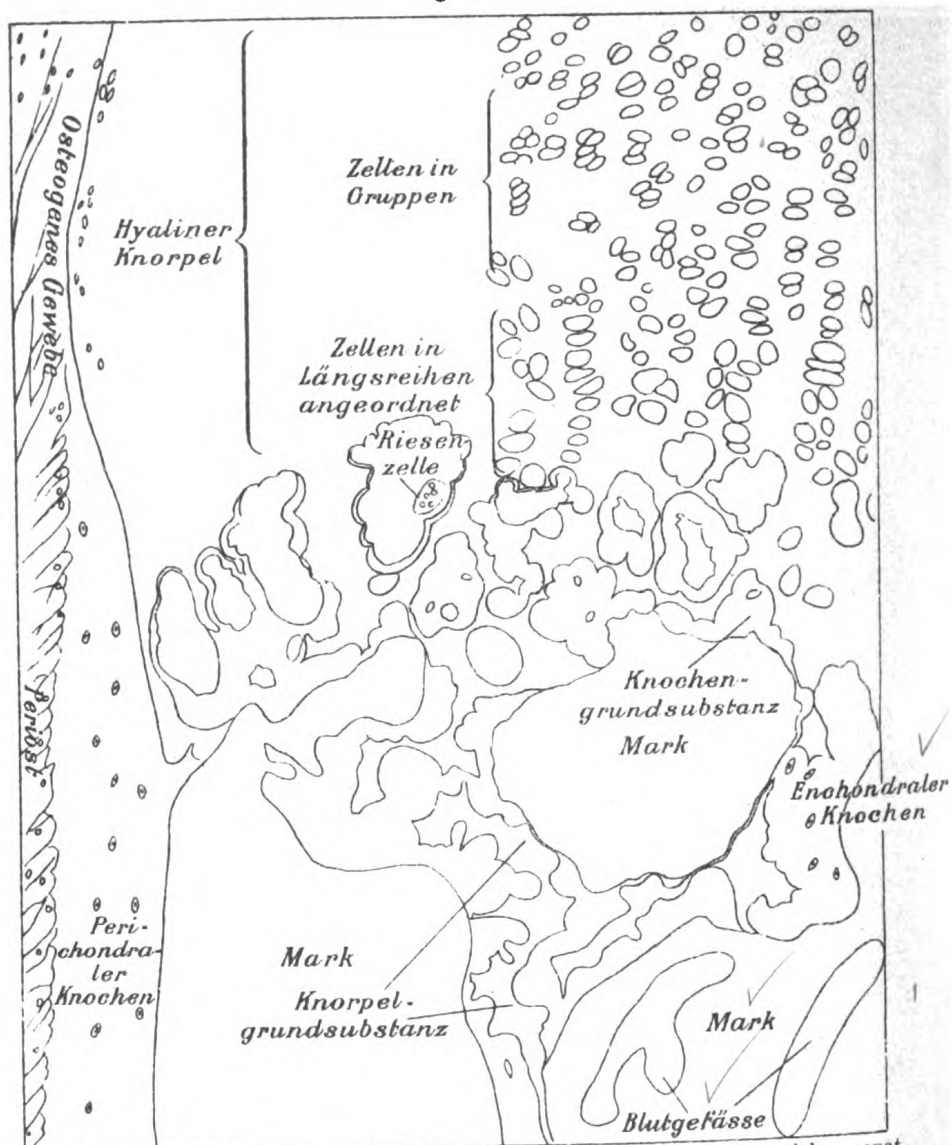 Osteogenes Gewebe
Hyaliner
Knorpel
Zellen in
Gruppen
Zellen in
Längsreihen
angeordnet
Riesen-
zelle
Periost
Knochen-
grundsubstanz
Mark
Enchondraler
Knochen
Peri-
chondra-
ler
Knochen
Mark
Knorpel-
grundsubstanz
Mark
Blutgefässe